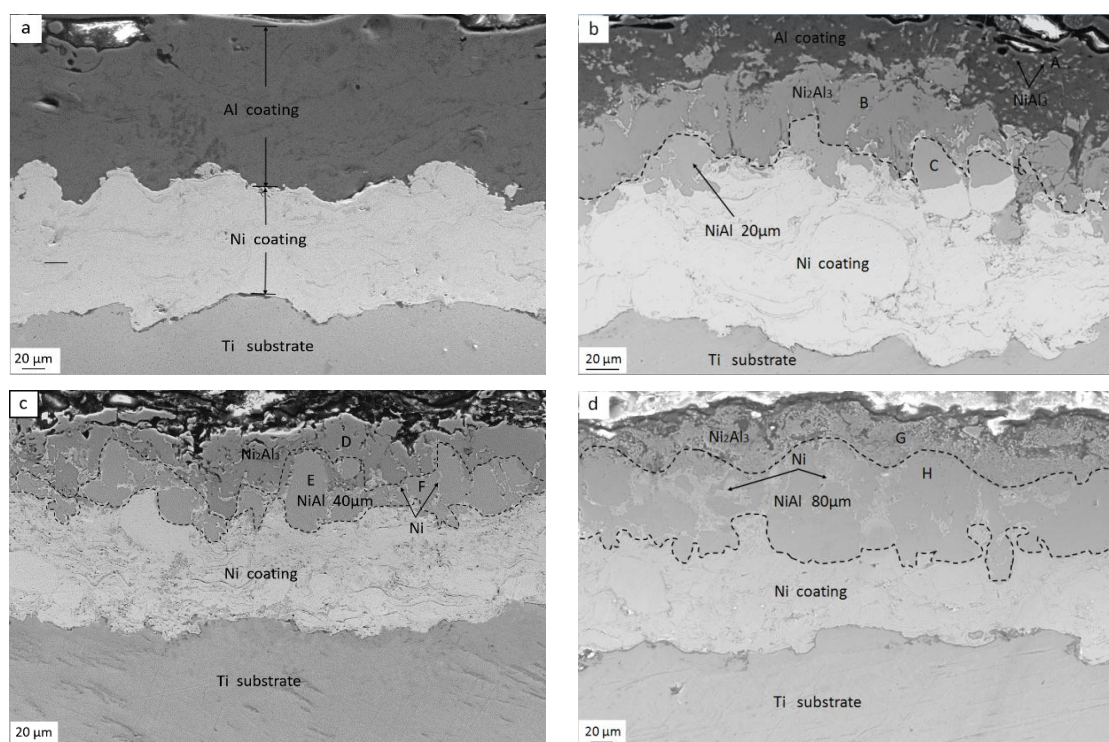 a
Al coating
Ni coating
Ti substrate
20 μm
b
Al coating
A
NiAl₃
Ni₂Al₃
B
C
NiAl 20μm
Ni coating
Ti substrate
20 μm
c
D
Ni₂Al₃
E
F
NiAl 40μm
Ni
Ni coating
Ti substrate
20 μm
d
Ni₂Al₃
G
Ni
H
NiAl 80μm
Ni coating
Ti substrate
20 μm